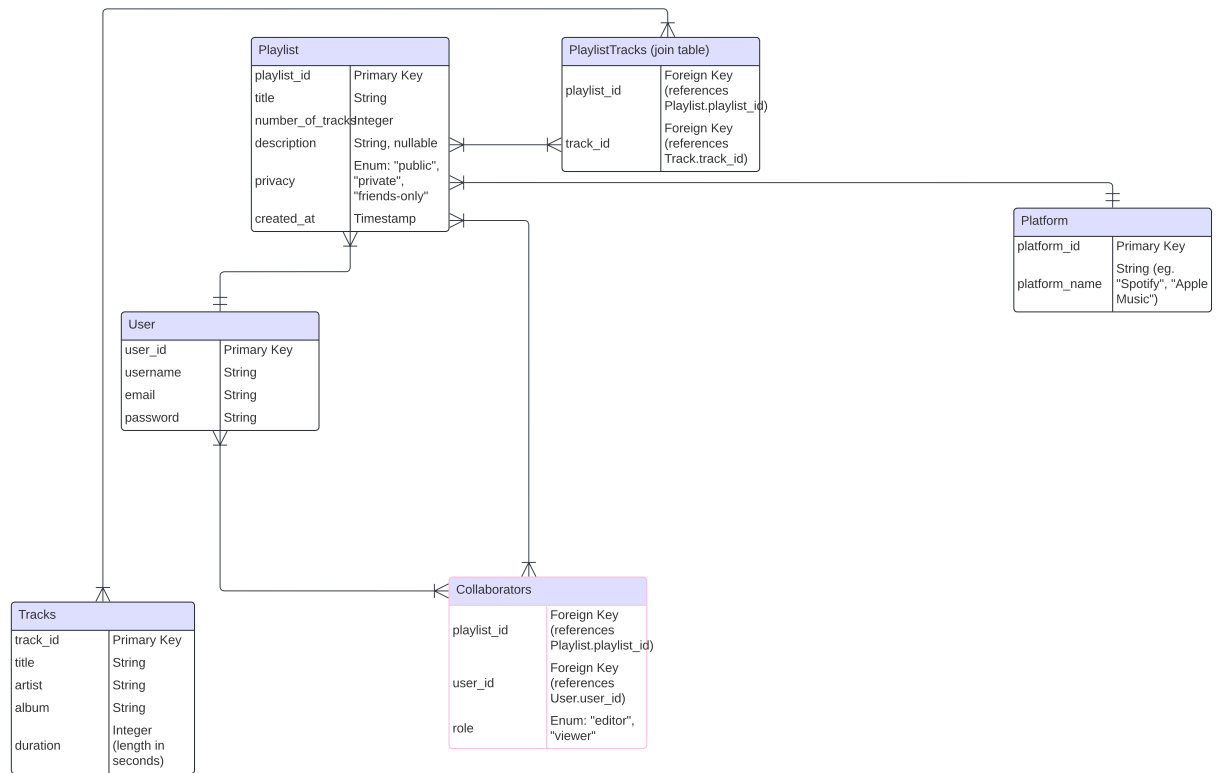 Playlist
playlist_id Primary Key
title String
number_of_tracks Integer
description String, nullable
privacy Enum: "public",
"private",
"friends-only"
created_at Timestamp
PlaylistTracks (join table)
playlist_id Foreign Key
(references
Playlist.playlist_id)
track_id Foreign Key
(references
Track.track_id)
Platform
platform_id Primary Key
platform_name String (eg.
"Spotify", "Apple
Music")
User
user_id Primary Key
username String
email String
password String
Tracks
track_id Primary Key
title String
artist String
album String
duration Integer
(length in
seconds)
Collaborators
playlist_id Foreign Key
(references
Playlist.playlist_id)
user_id Foreign Key
(references
User.user_id)
role Enum: "editor",
"viewer"